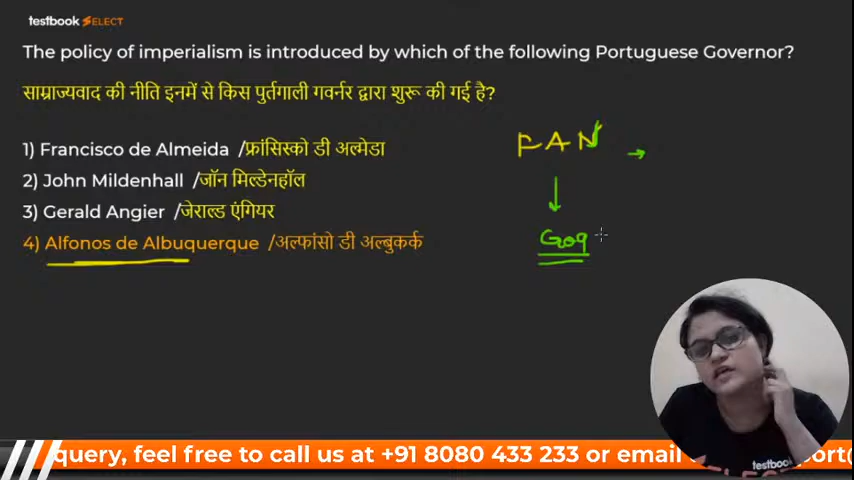 testbook SELECT
The policy of imperialism is introduced by which of the following Portuguese Governor?
साम्राज्यवाद की नीति इनमें से किस पुर्तगाली गवर्नर द्वारा शुरू की गई है?
1) Francisco de Almeida /फ्रांसिस्को डी अल्मेडा
2) John Mildenhall /जॉन मिल्डेनहॉल
3) Gerald Angier /जेराल्ड एंगियर
4) Alfonos de Albuquerque /अल्फांसो डी अल्बुकर्क
FAN
Goa
query, feel free to call us at +91 8080 433 233 or email
port@
testbook